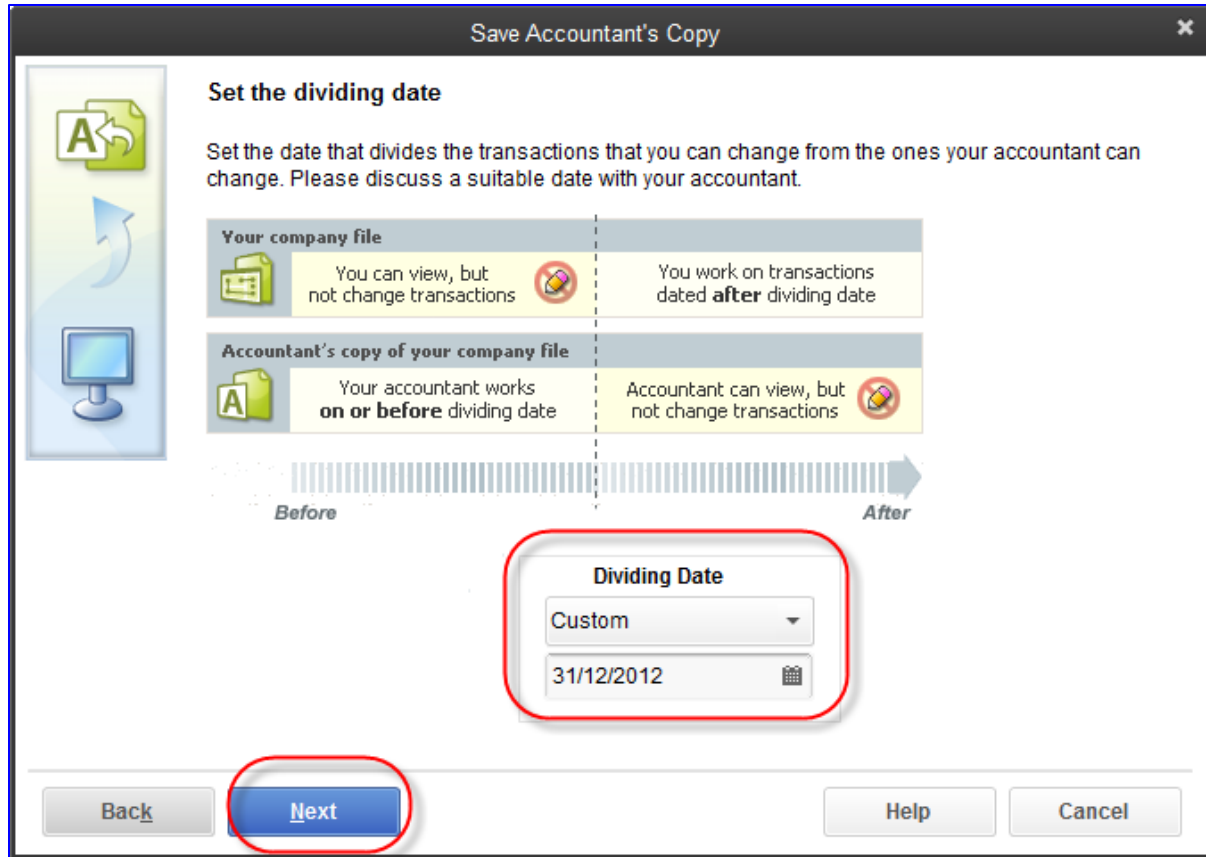 Save Accountant's Copy
Set the dividing date
Set the date that divides the transactions that you can change from the ones your accountant can
change. Please discuss a suitable date with your accountant.
Your company file
You can view, but
not change transactions
You work on transactions
dated after dividing date
Accountant's copy of your company file
A
Your accountant works
on or before dividing date
Accountant can view, but
not change transactions
Before
After
Dividing Date
Custom
31/12/2012
Back
Next
Help
Cancel